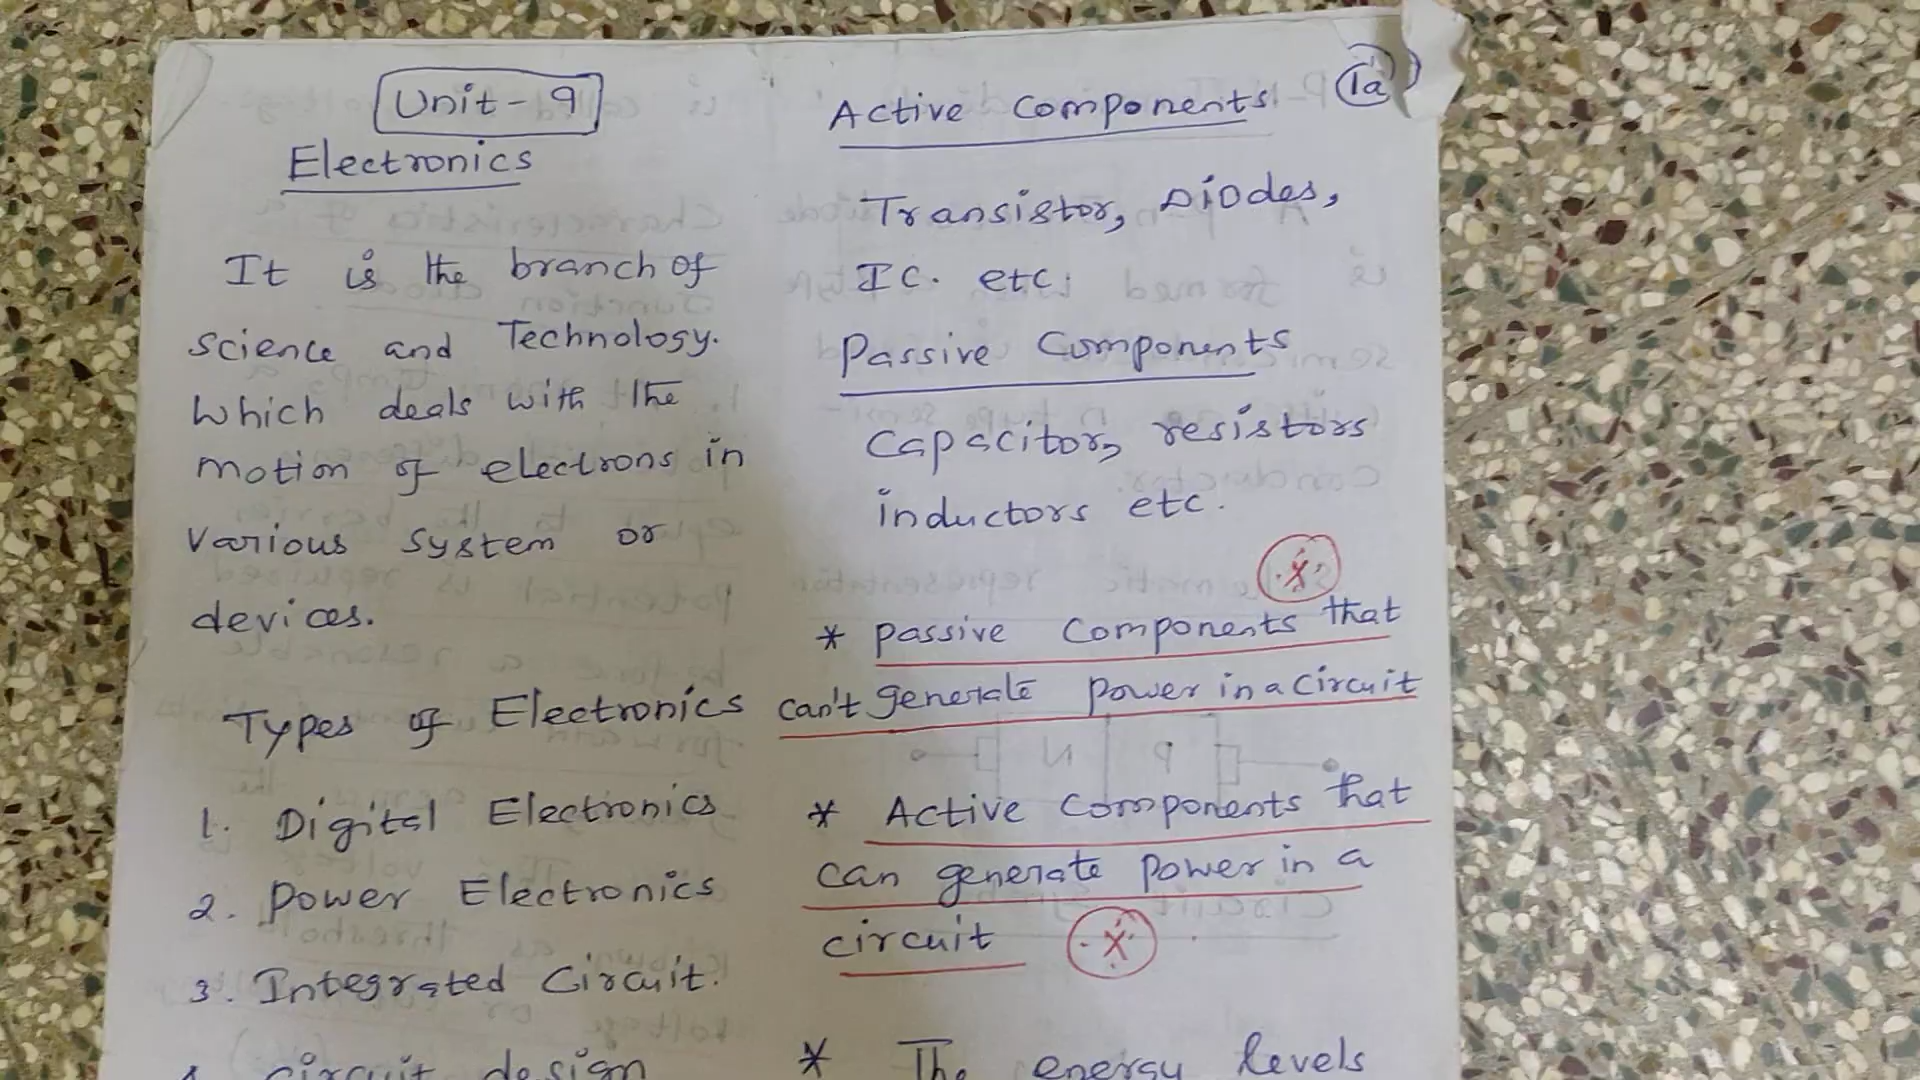 Unit - 9
Electronics
It is the branch of
science and Technology.
Which deals with the
motion of electrons in
various system or
devices.
Types of Electronics
1. Digital Electronics
2. Power Electronics
3. Integrated Circuit.
circuit design
1a
Active Components
Transistor, Diodes,
IC. etc.
Passive Components
Capacitor, resistors
inductors etc.
* passive components that
can't generate power in a circuit
* Active Components that
can generate power in a
circuit
* The energy levels